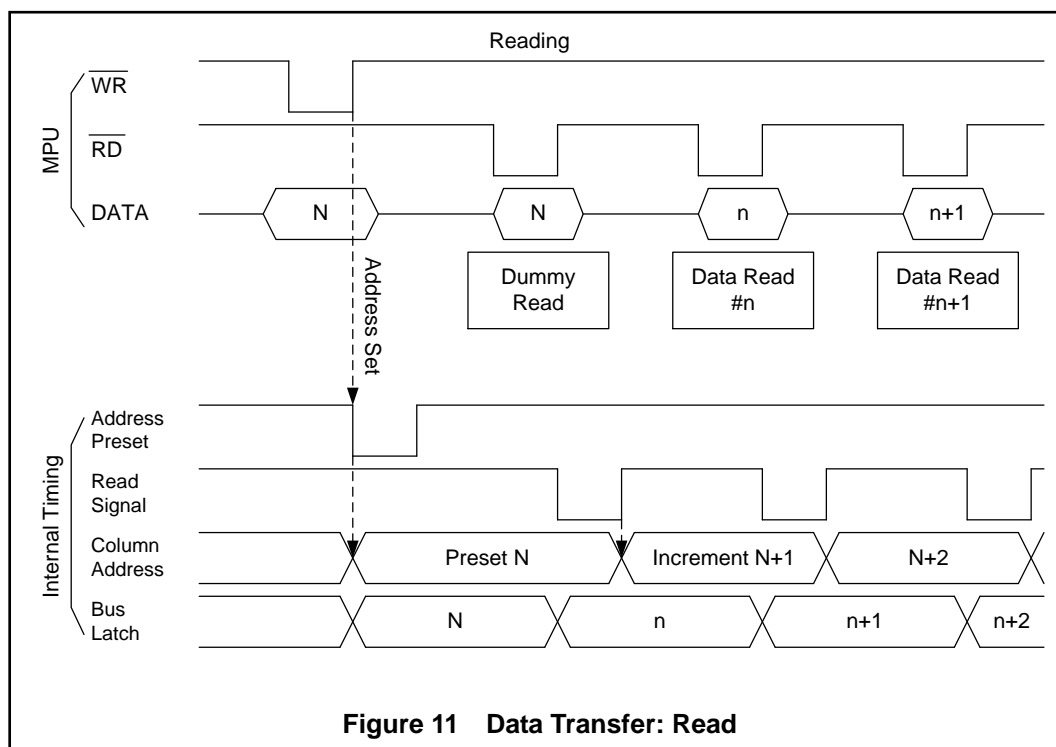 Reading
MPU
WR
RD
DATA
N
N
n
n+1
Dummy
Read
Data Read
#n
Data Read
#n+1
Address Set
Internal Timing
Address
Preset
Read
Signal
Column
Address
Preset N
Increment N+1
N+2
Bus
Latch
N
n
n+1
n+2
Figure 11 Data Transfer: Read